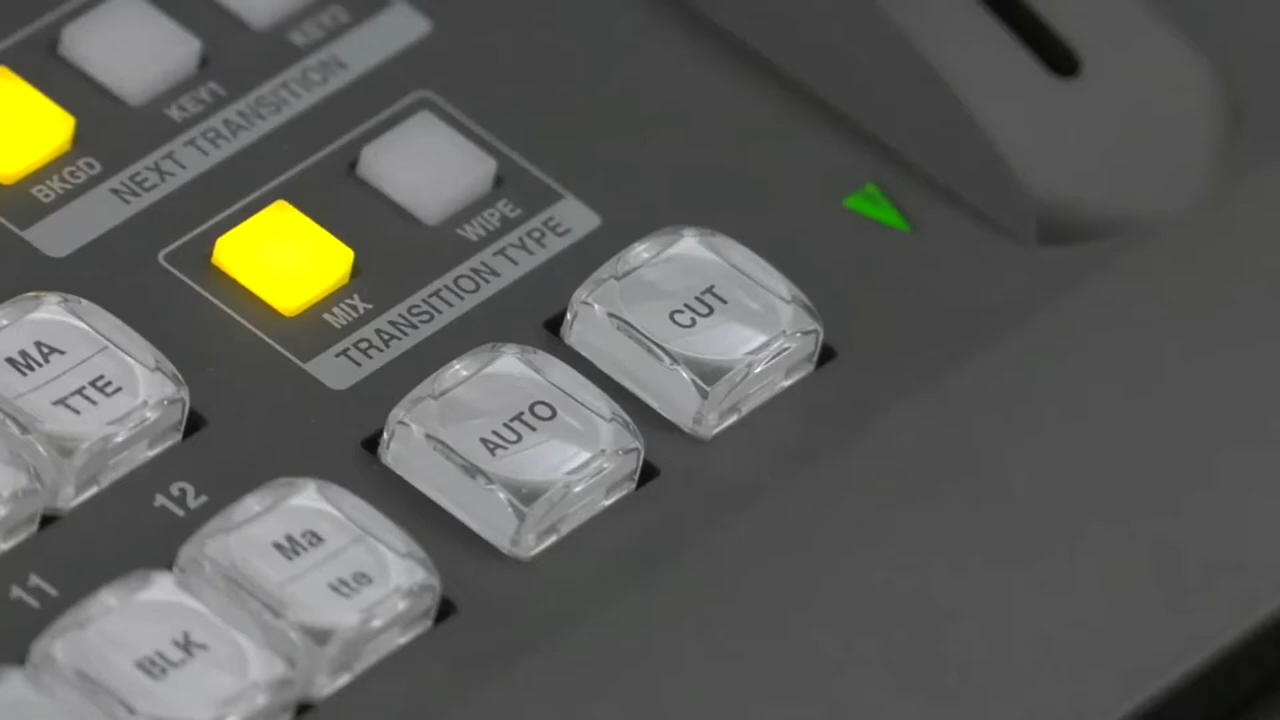 KEY2
KEY1
BKGD
NEXT TRANSITION
WIPE
MIX
TRANSITION TYPE
CUT
AUTO
MA
TTE
12
Ma
tte
11
BLK